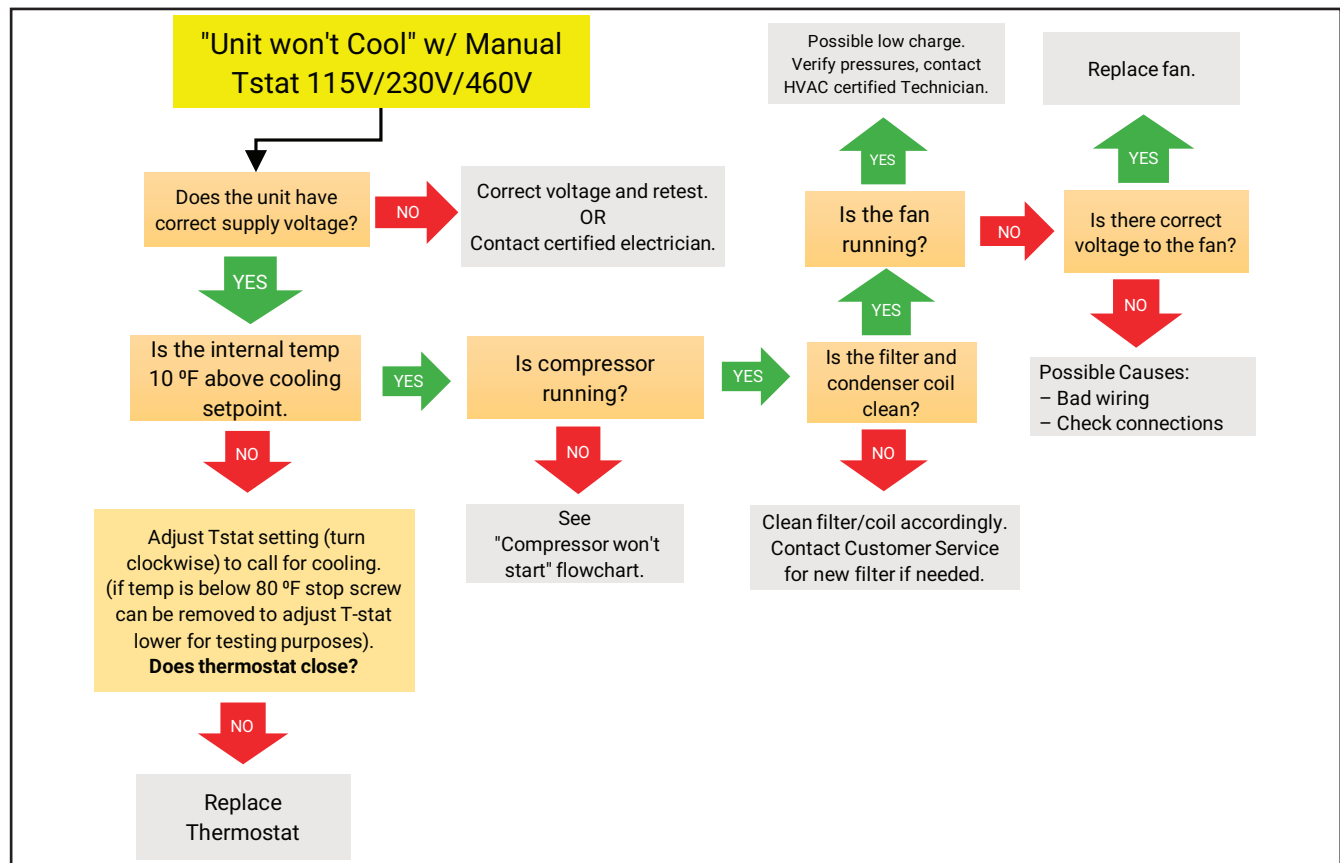 "Unit won't Cool" w/ Manual
Tstat 115V/230V/460V
Does the unit have
correct supply voltage?
NO
Correct voltage and retest.
OR
Contact certified electrician.
YES
Is the internal temp
10 ºF above cooling
setpoint.
YES
Is compressor
running?
YES
Is the filter and
condenser coil
clean?
YES
Is the fan
running?
YES
Possible low charge.
Verify pressures, contact
HVAC certified Technician.
NO
Is there correct
voltage to the fan?
YES
Replace fan.
NO
Possible Causes:
– Bad wiring
– Check connections
NO
Adjust Tstat setting (turn
clockwise) to call for cooling.
(if temp is below 80 ºF stop screw
can be removed to adjust T-stat
lower for testing purposes).
Does thermostat close?
NO
Replace
Thermostat
NO
See
"Compressor won't
start" flowchart.
NO
Clean filter/coil accordingly.
Contact Customer Service
for new filter if needed.